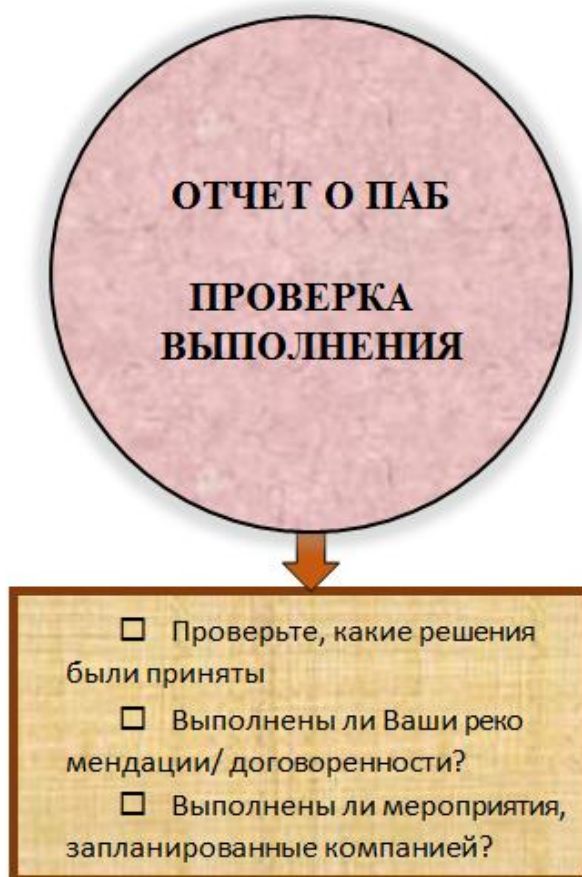 ОТЧЕТ О ПАБ
ПРОВЕРКА
ВЫПОЛНЕНИЯ
☐ Проверьте, какие решения
были приняты
☐ Выполнены ли Ваши реко
мендации/ договоренности?
☐ Выполнены ли мероприятия,
запланированные компанией?